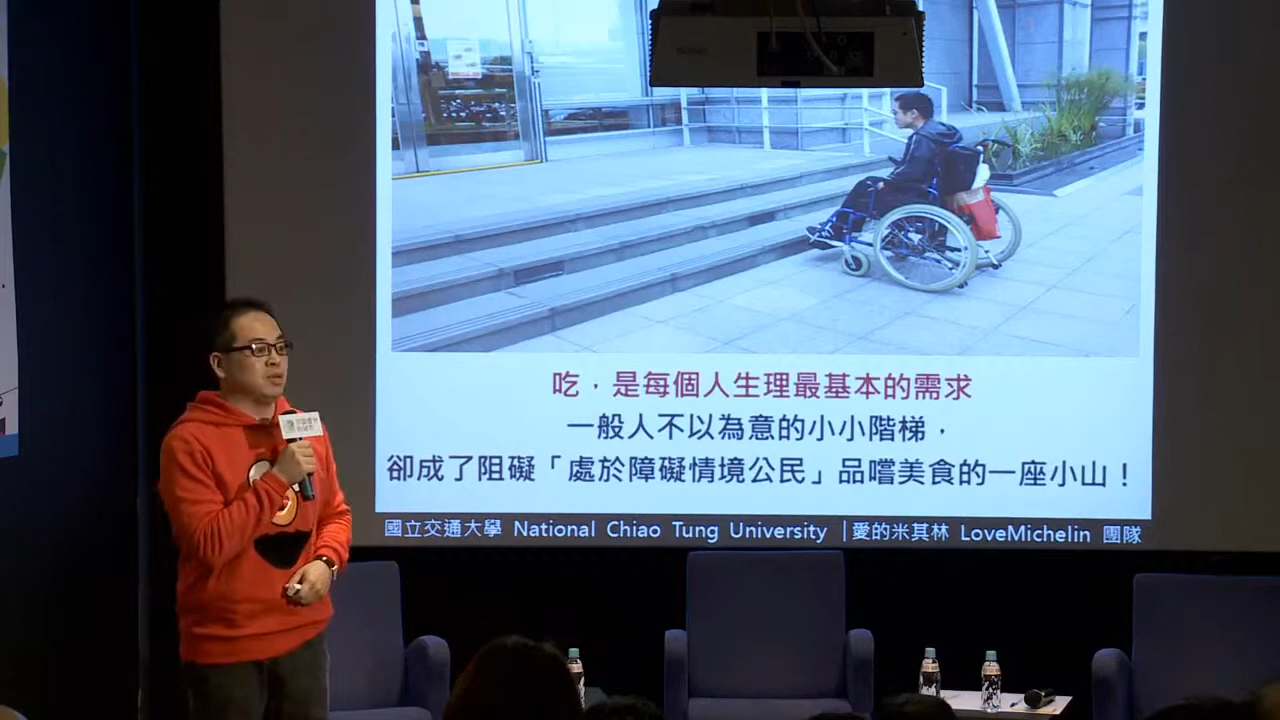 吃，是每個人生理最基本的需求
一般人不以為意的小小階梯，
卻成了阻礙「處於障礙情境公民」品嚐美食的一座小山！
國立交通大學 National Chiao Tung University |愛的米其林 LoveMichelin 團隊